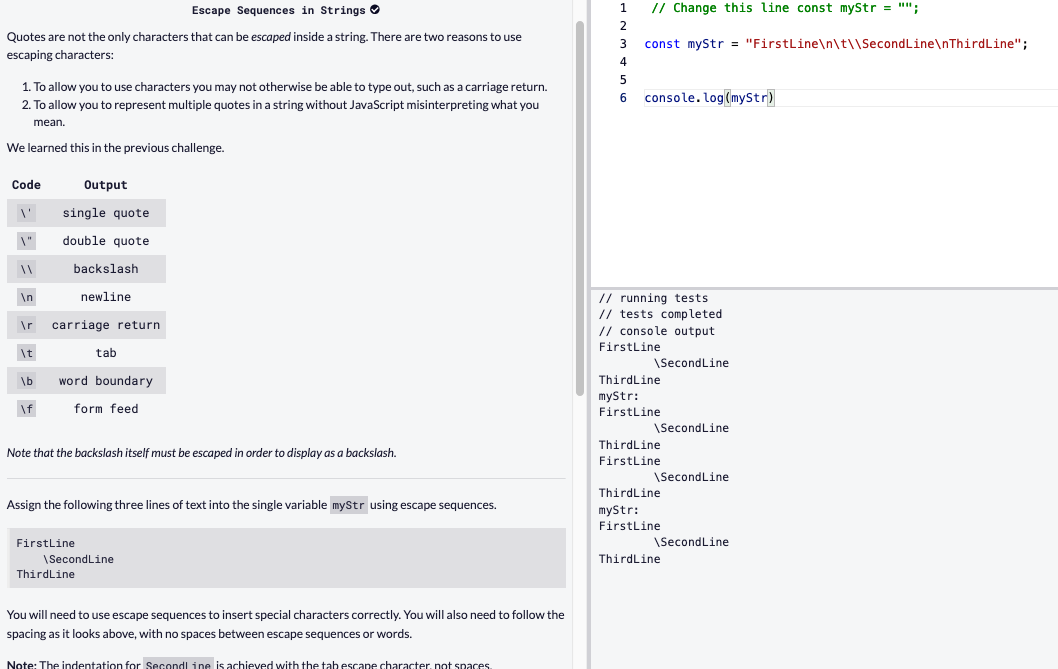 Escape Sequences in Strings
Quotes are not the only characters that can be escaped inside a string. There are two reasons to use
escaping characters:
1. To allow you to use characters you may not otherwise be able to type out, such as a carriage return.
2. To allow you to represent multiple quotes in a string without JavaScript misinterpreting what you
mean.
We learned this in the previous challenge.
Code Output
\' single quote
\" double quote
\\ backslash
\n newline
\r carriage return
\t tab
\b word boundary
\f form feed
Note that the backslash itself must be escaped in order to display as a backslash.
Assign the following three lines of text into the single variable myStr using escape sequences.
FirstLine
    \SecondLine
ThirdLine
You will need to use escape sequences to insert special characters correctly. You will also need to follow the
spacing as it looks above, with no spaces between escape sequences or words.
Note: The indentation for SecondLine is achieved with the tab escape character, not spaces.
1 // Change this line const myStr = "";
2
3 const myStr = "FirstLine\n\t\\SecondLine\nThirdLine";
4
5
6 console.log(myStr)
// running tests
// tests completed
// console output
FirstLine
        \SecondLine
ThirdLine
myStr:
FirstLine
        \SecondLine
ThirdLine
FirstLine
        \SecondLine
ThirdLine
myStr:
FirstLine
        \SecondLine
ThirdLine